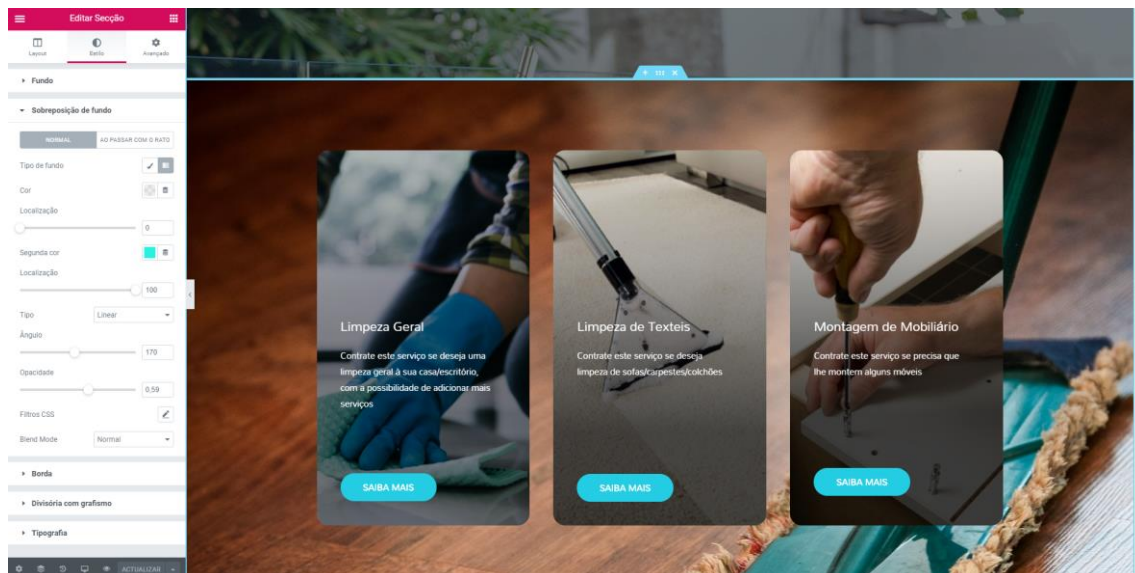 Editar Secção
Layout
Estilo
Avançado
Fundo
Sobreposição de fundo
NORMAL
AO PASSAR COM O RATO
Tipo de fundo
Cor
Localização
0
Segunda cor
Localização
100
Tipo
Linear
Ângulo
170
Opacidade
0,59
Filtros CSS
Blend Mode
Normal
Borda
Divisória com grafismo
Tipografia
ACTUALIZAR
Limpeza Geral
Contrate este serviço se deseja uma
limpeza geral à sua casa/escritório,
com a possibilidade de adicionar mais
serviços
SAIBA MAIS
Limpeza de Texteis
Contrate este serviço se deseja
limpeza de sofas/carpestes/colchões
SAIBA MAIS
Montagem de Mobiliário
Contrate este serviço se precisa que
lhe montem alguns móveis
SAIBA MAIS